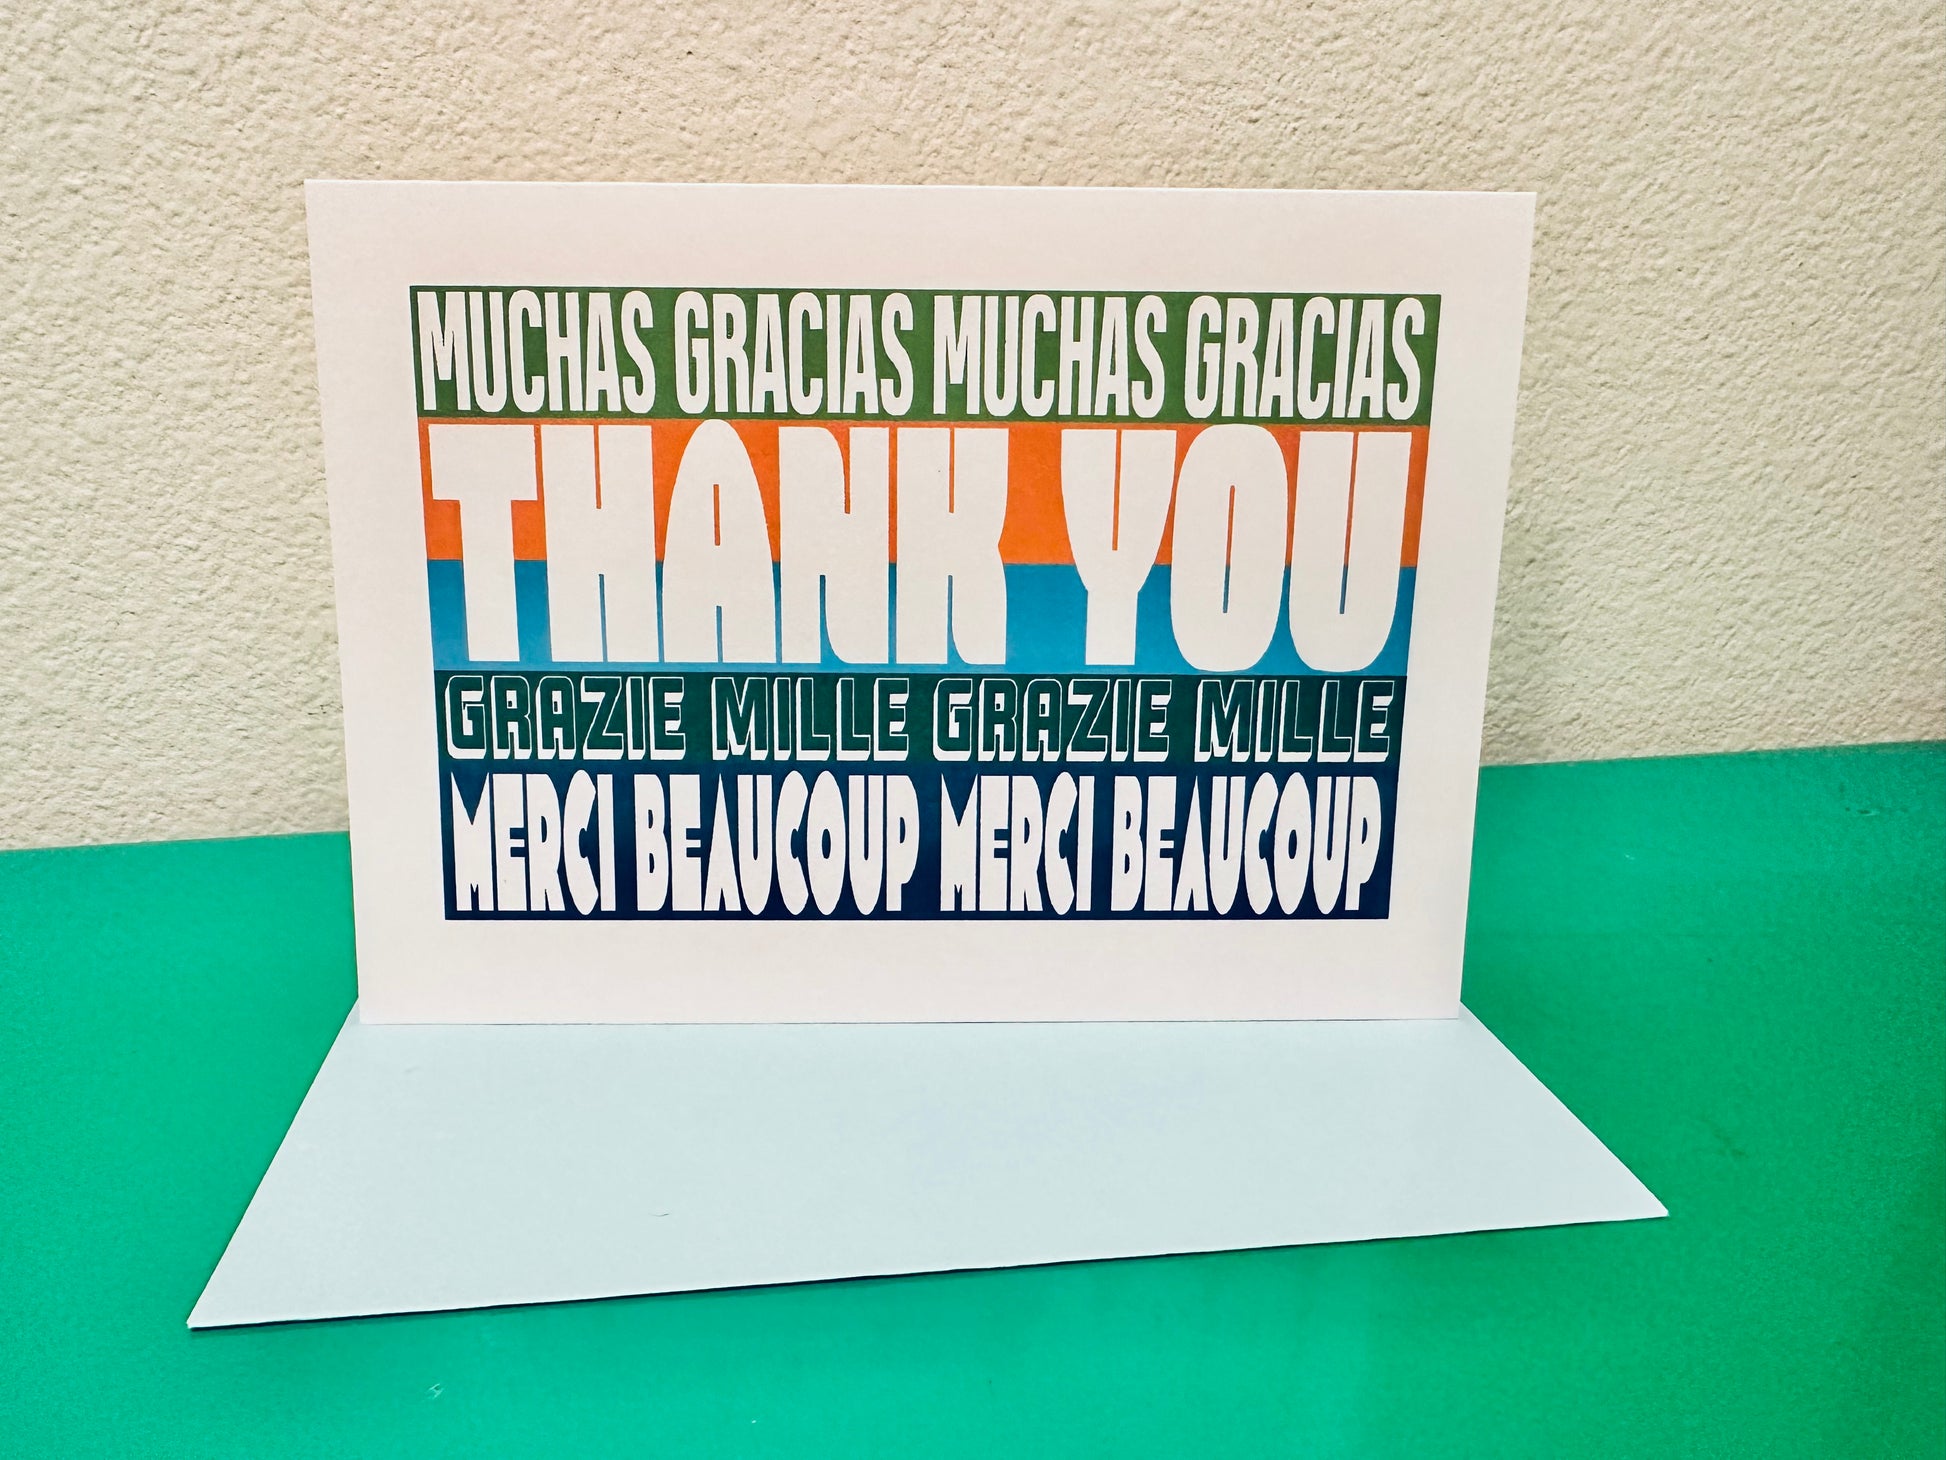 MUCHAS GRACIAS MUCHAS GRACIAS
THANK YOU
GRAZIE MILLE GRAZIE MILLE
MERCI BEAUCOUP MERCI BEAUCOUP